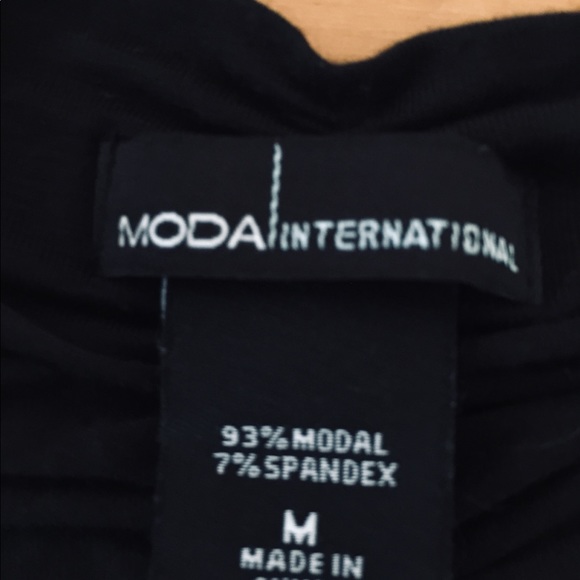 MODA INTERNATIONAL
93% MODAL
7% SPANDEX
M
MADE IN